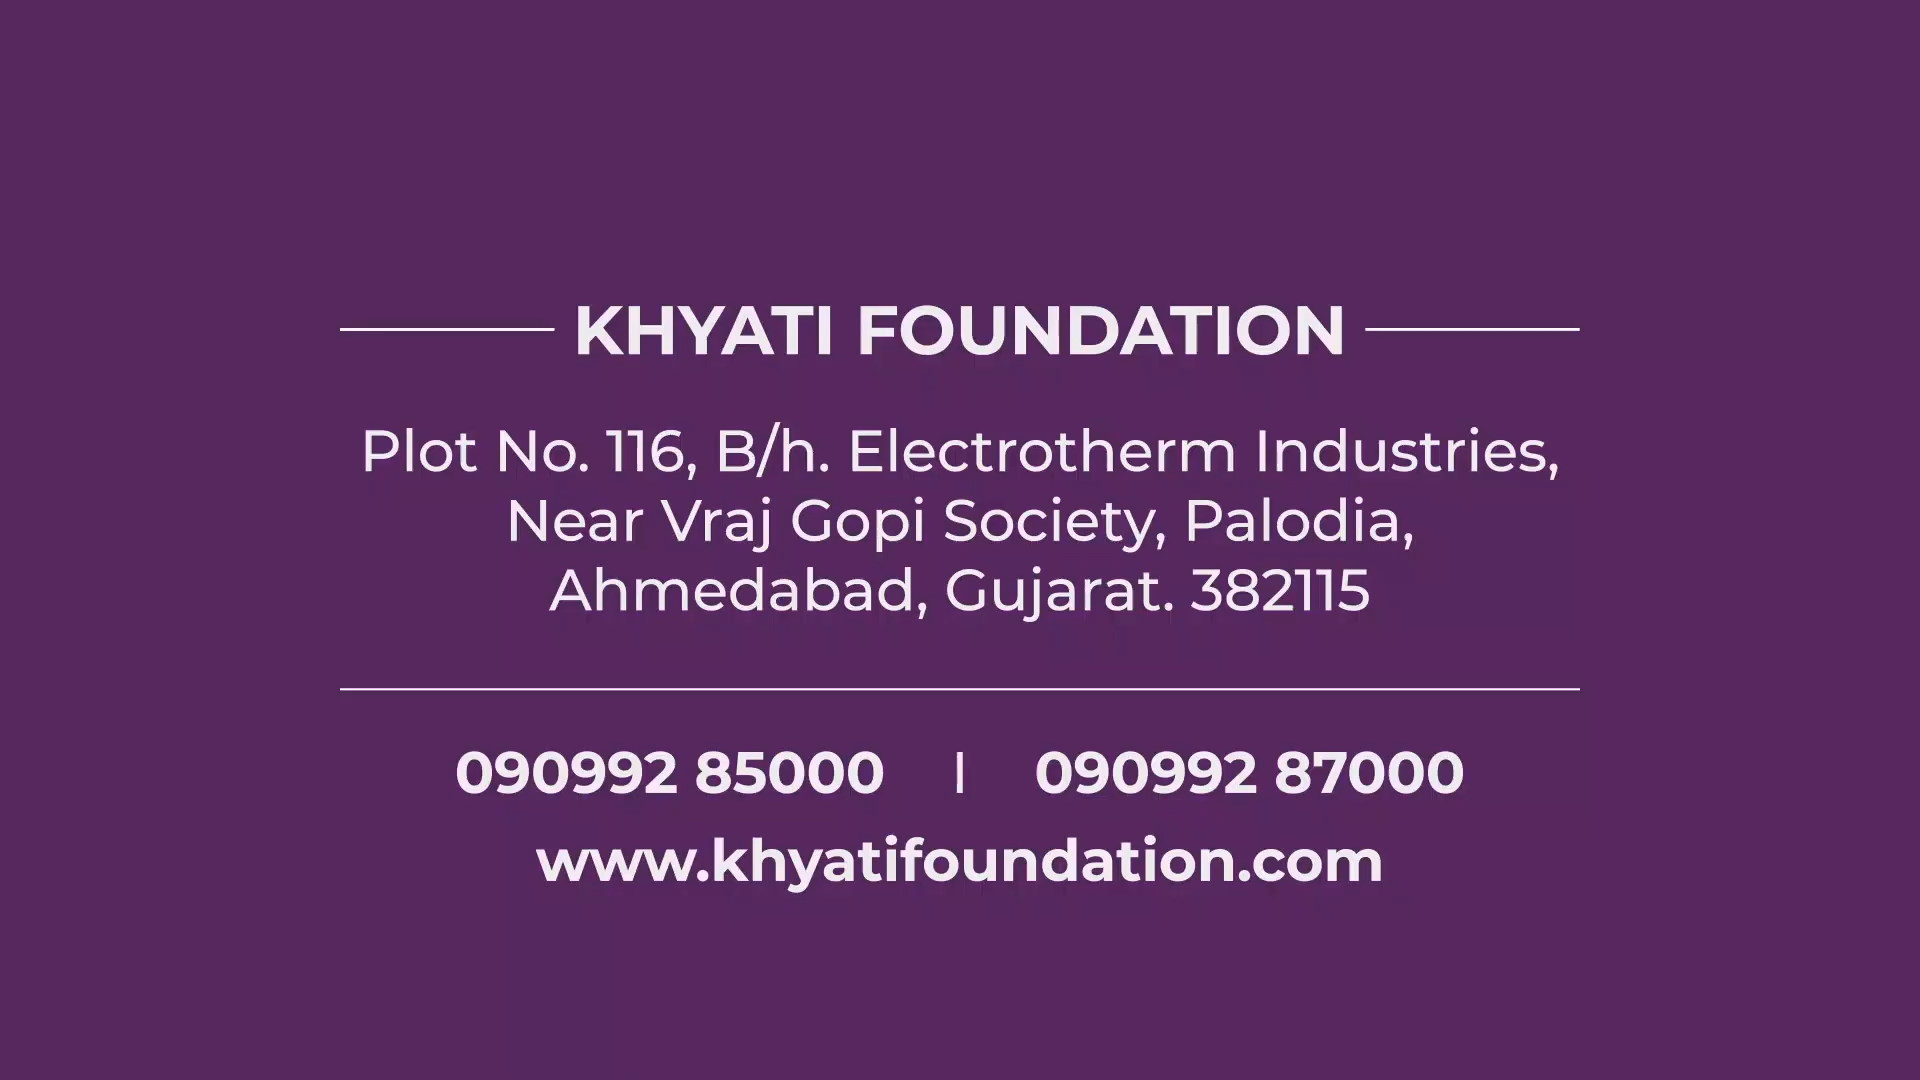 KHYATI FOUNDATION
Plot No. 116, B/h. Electrotherm Industries,
Near Vraj Gopi Society, Palodia,
Ahmedabad, Gujarat. 382115
090992 85000 | 090992 87000
www.khyatifoundation.com